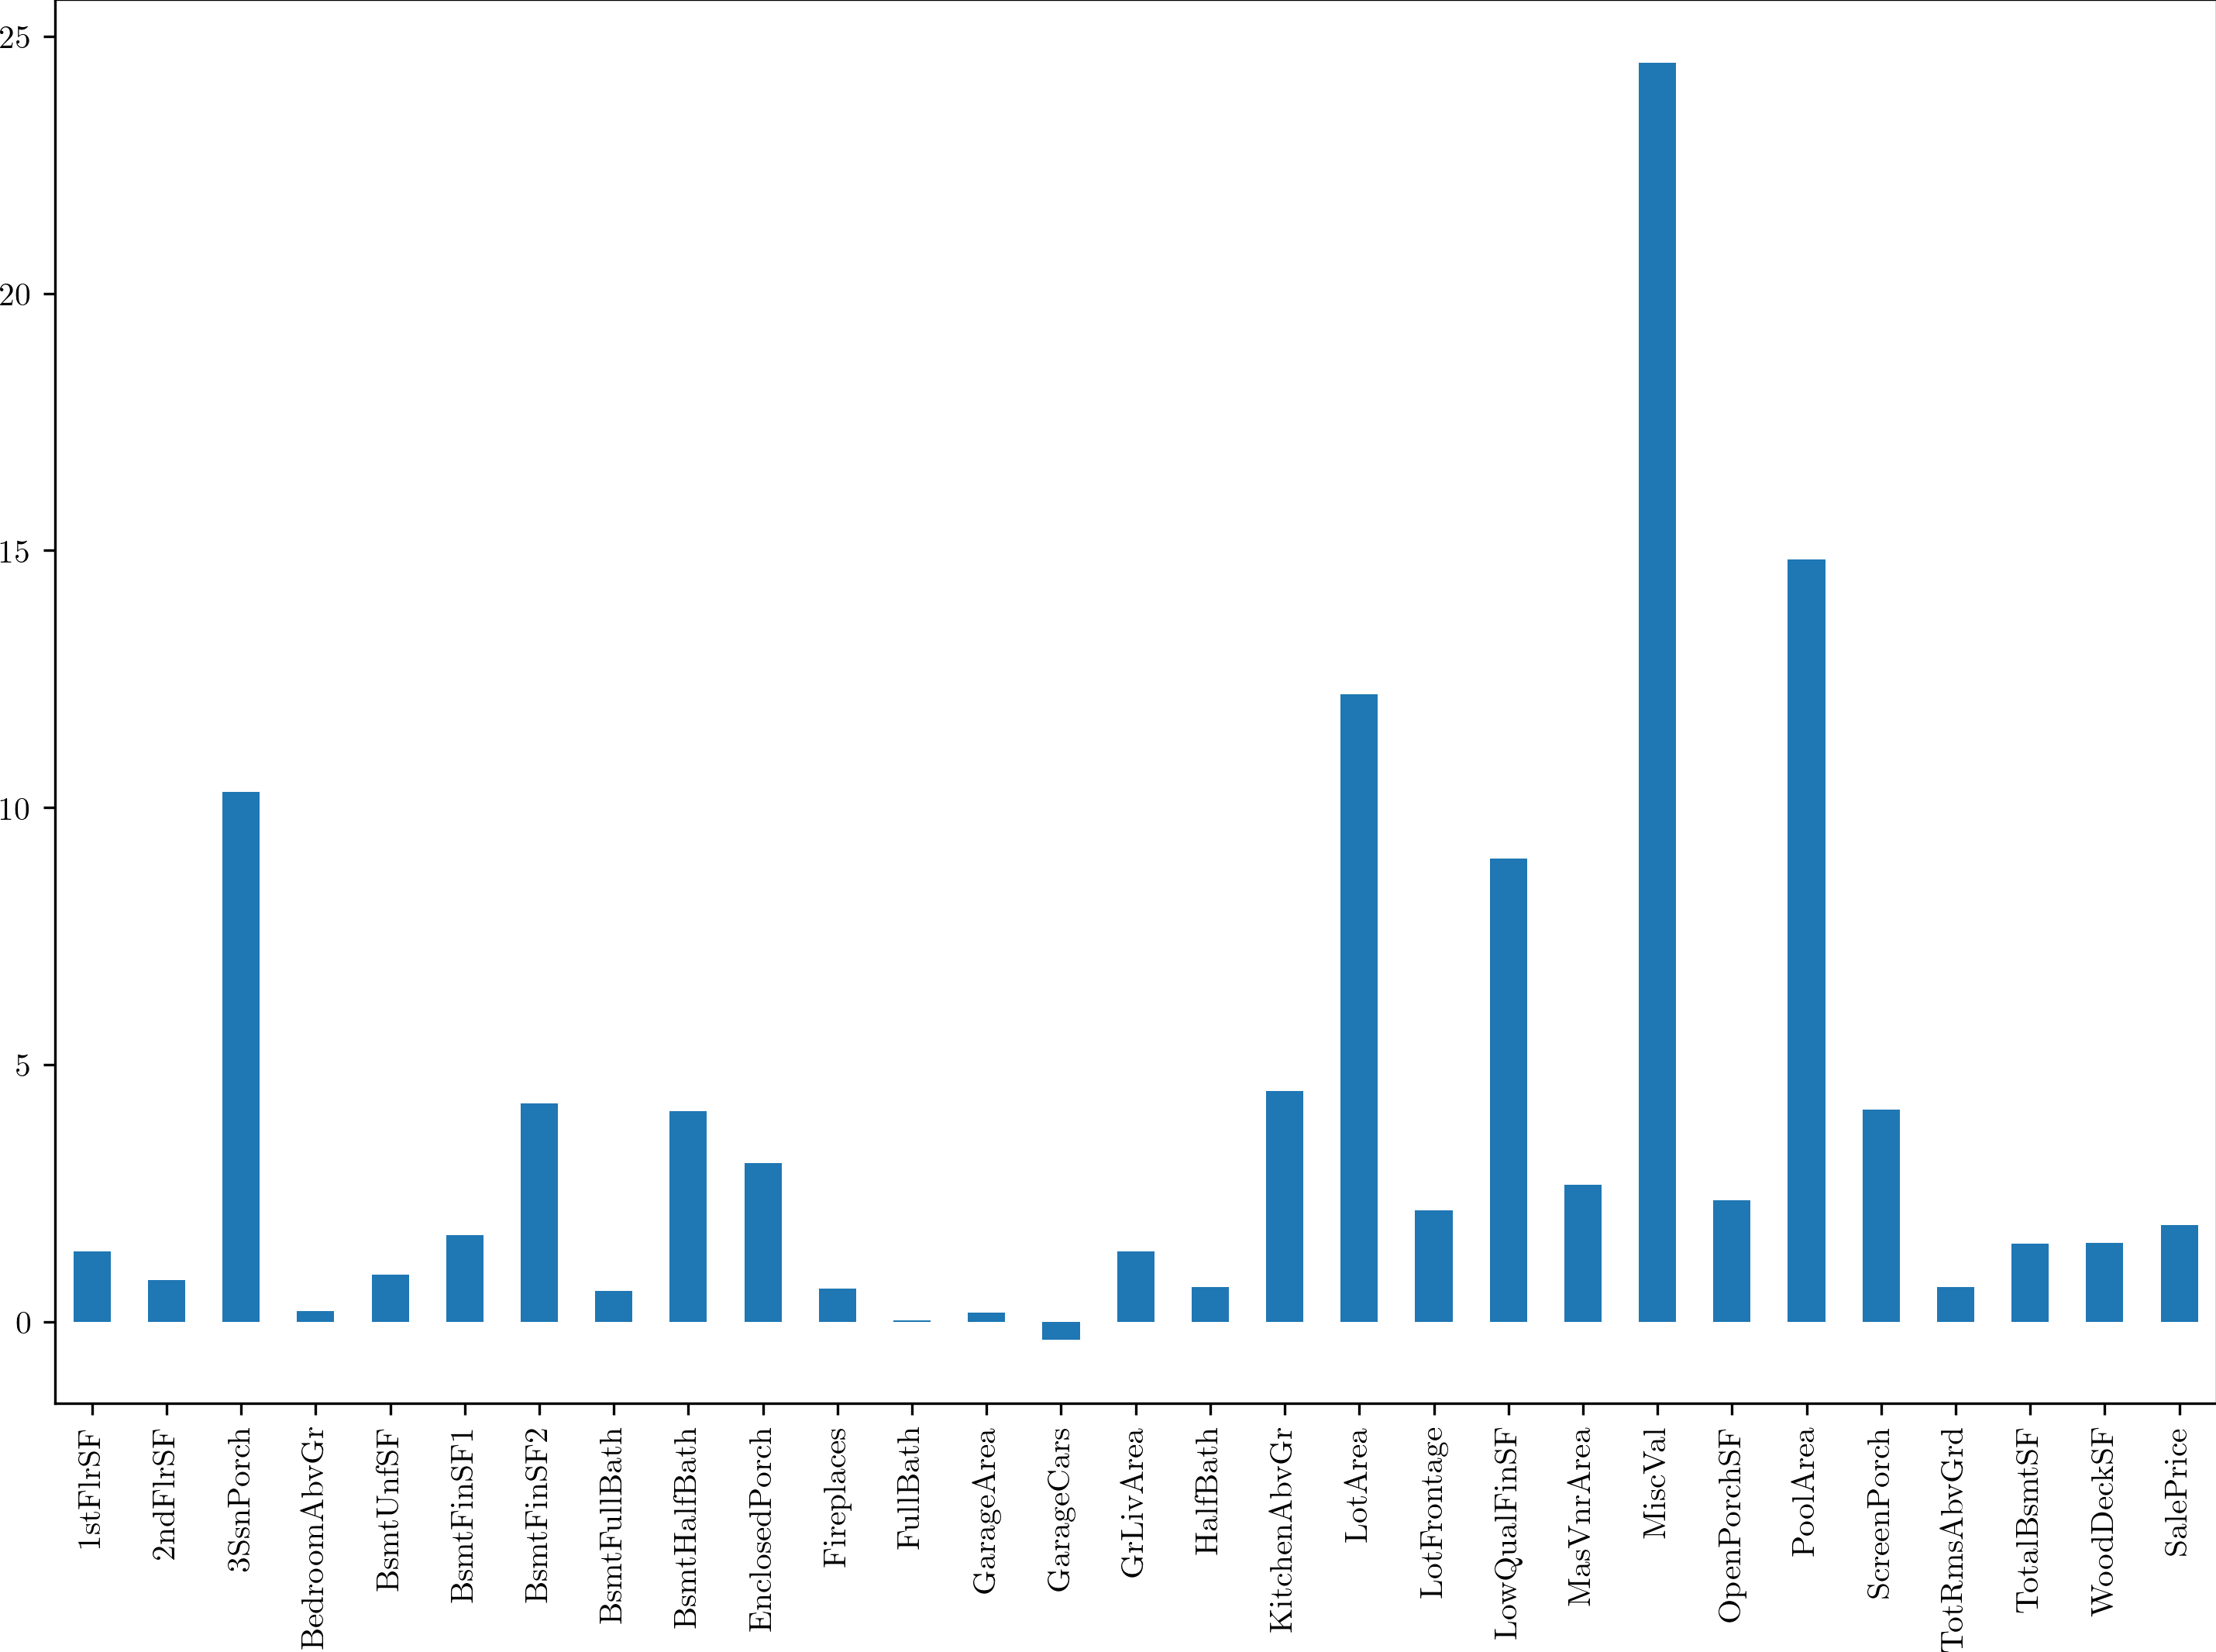 25
20
15
10
5
0
1stFlrSF
2ndFlrSF
3SsnPorch
BedroomAbvGr
BsmtUnfSF
BsmtFinSF1
BsmtFinSF2
BsmtFullBath
BsmtHalfBath
EnclosedPorch
Fireplaces
FullBath
GarageArea
GarageCars
GrLivArea
HalfBath
KitchenAbvGr
LotArea
LotFrontage
LowQualFinSF
MasVnrArea
MiscVal
OpenPorchSF
PoolArea
ScreenPorch
TotRmsAbvGrd
TotalBsmtSF
WoodDeckSF
SalePrice